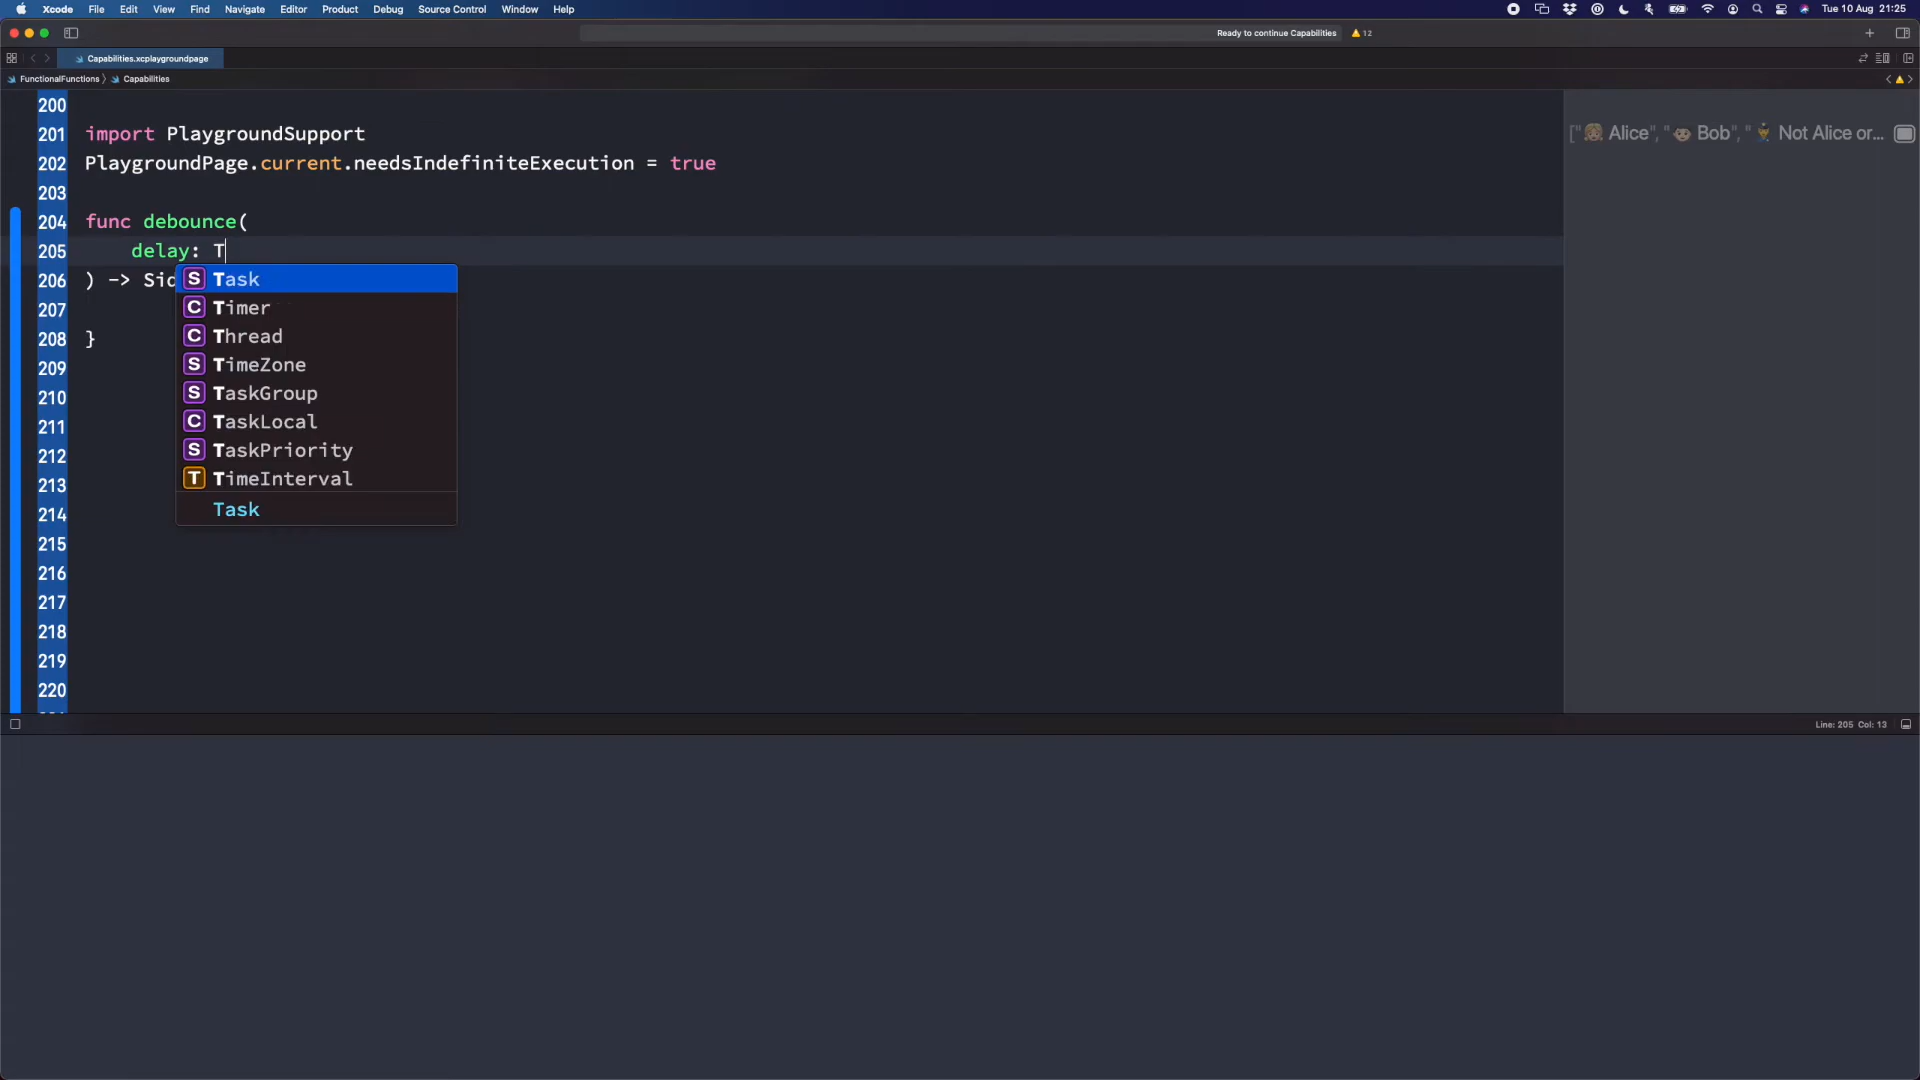 Xcode File Edit View Find Navigate Editor Product Debug Source Control Window Help Tue 10 Aug 21:25
Ready to continue Capabilities 12
Capabilities.xcplaygroundpage
FunctionalFunctions Capabilities
200
201 import PlaygroundSupport
["👩🏼 Alice", "👨🏽 Bob", " Not Alice or...
202 PlaygroundPage.current.needsIndefiniteExecution = true
203
204 func debounce(
205 delay: T
206 ) -> Sid
S Task
207
C Timer
208 }
C Thread
209
S TimeZone
210
S TaskGroup
211
C TaskLocal
212
S TaskPriority
213
T TimeInterval
214
Task
215
216
217
218
219
220
Line: 205 Col: 13